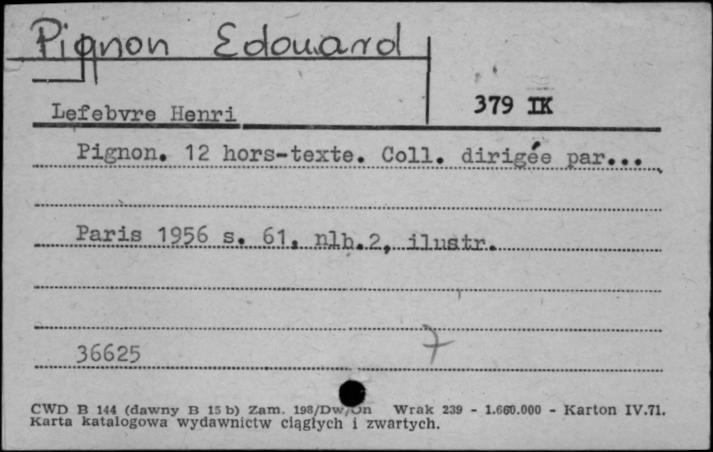 Pignon Edouard
Lefebvre Henri
379 IK
Pignon. 12 hors-texte. Coll. dirigée par...
Paris 1956 s. 61, nlb.2, ilustr.
36625
7
CWD B 144 (dawny B 15 b) Zam. 198/Dw/On Wrak 239 - 1.660.000 - Karton IV.71.
Karta katalogowa wydawnictw ciągłych i zwartych.